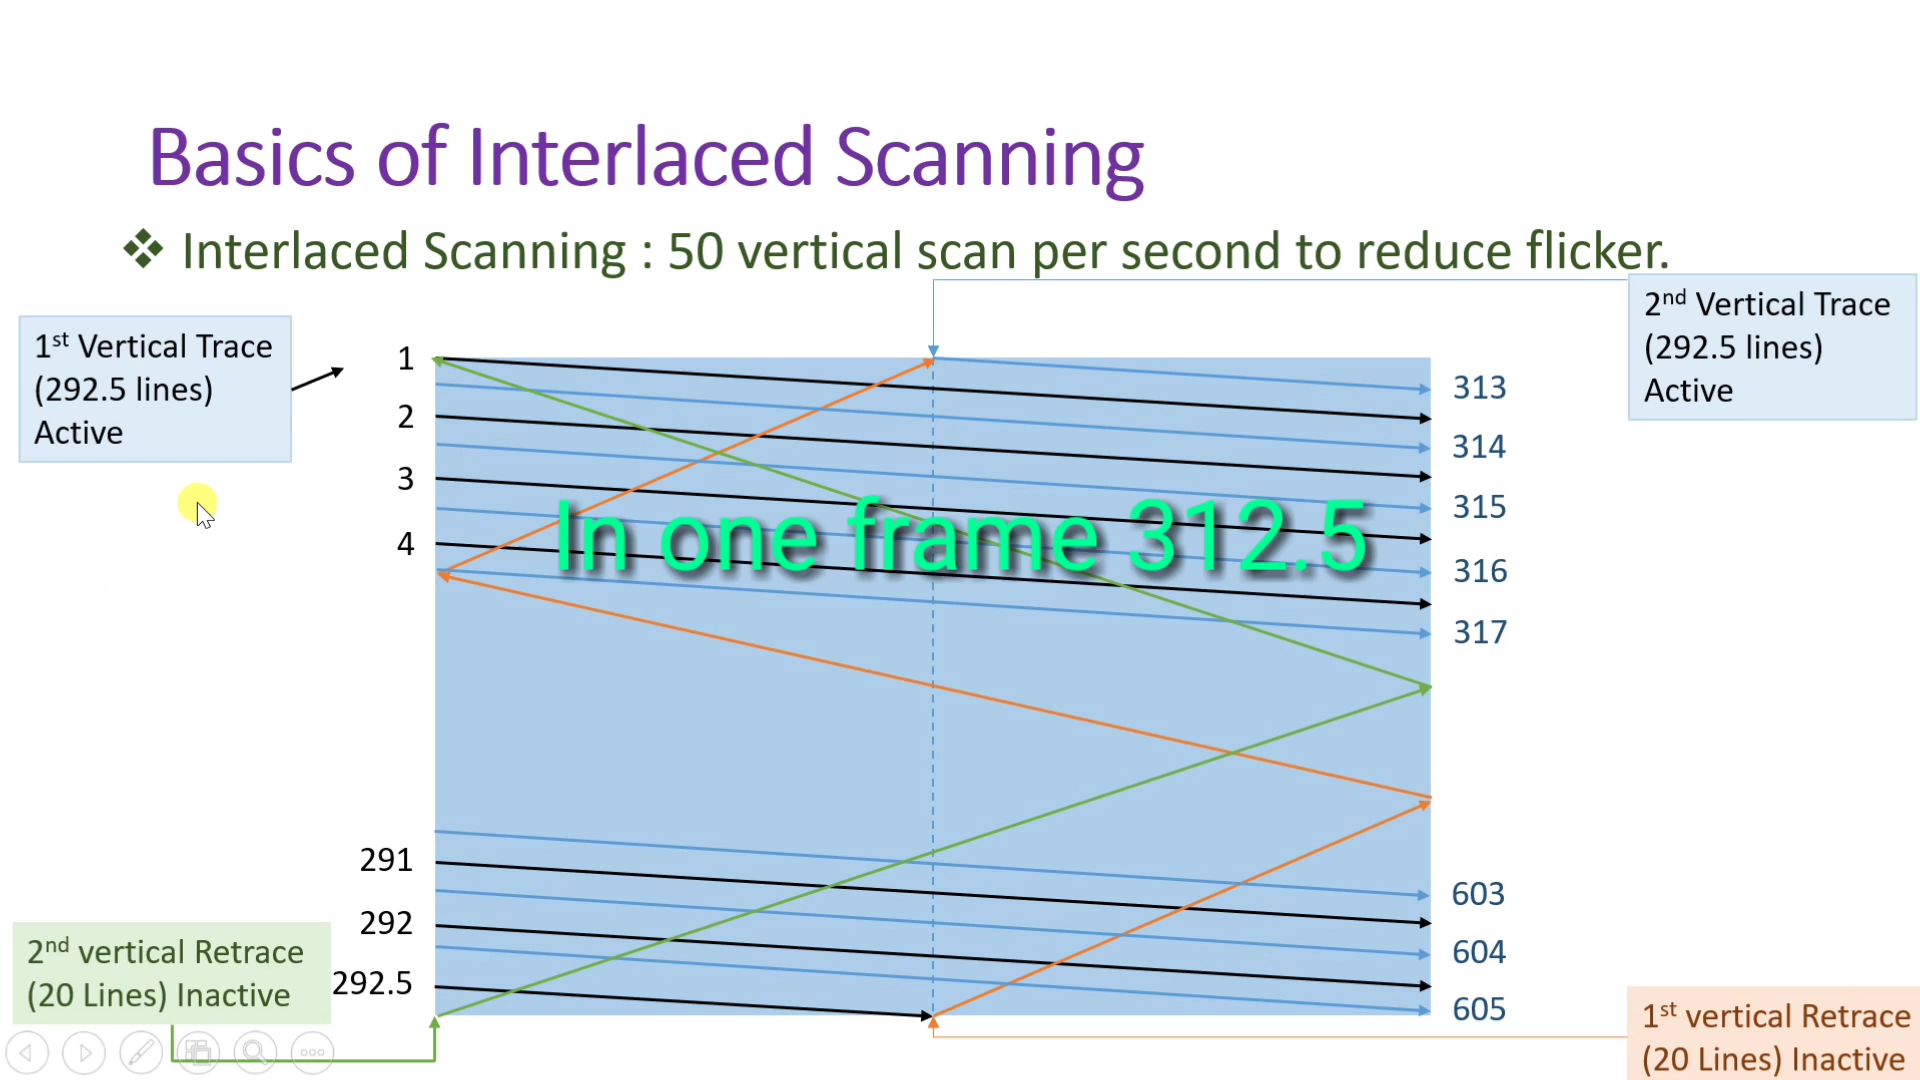 Basics of Interlaced Scanning
❖ Interlaced Scanning : 50 vertical scan per second to reduce flicker.
1st Vertical Trace
(292.5 lines)
Active
2nd Vertical Trace
(292.5 lines)
Active
1
2
3
4
291
292
292.5
In one frame 312.5
313
314
315
316
317
603
604
605
2nd vertical Retrace
(20 Lines) Inactive
1st vertical Retrace
(20 Lines) Inactive